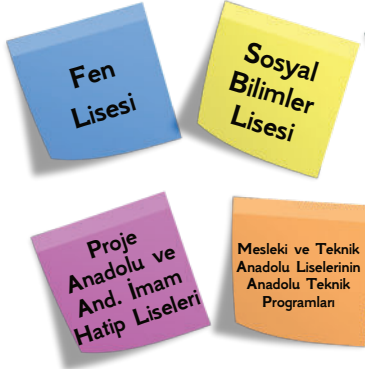 Fen
Lisesi
Sosyal
Bilimler
Lisesi
Proje
Anadolu ve
And. İmam
Hatip Liseleri
Mesleki ve Teknik
Anadolu Liselerinin
Anadolu Teknik
Programları